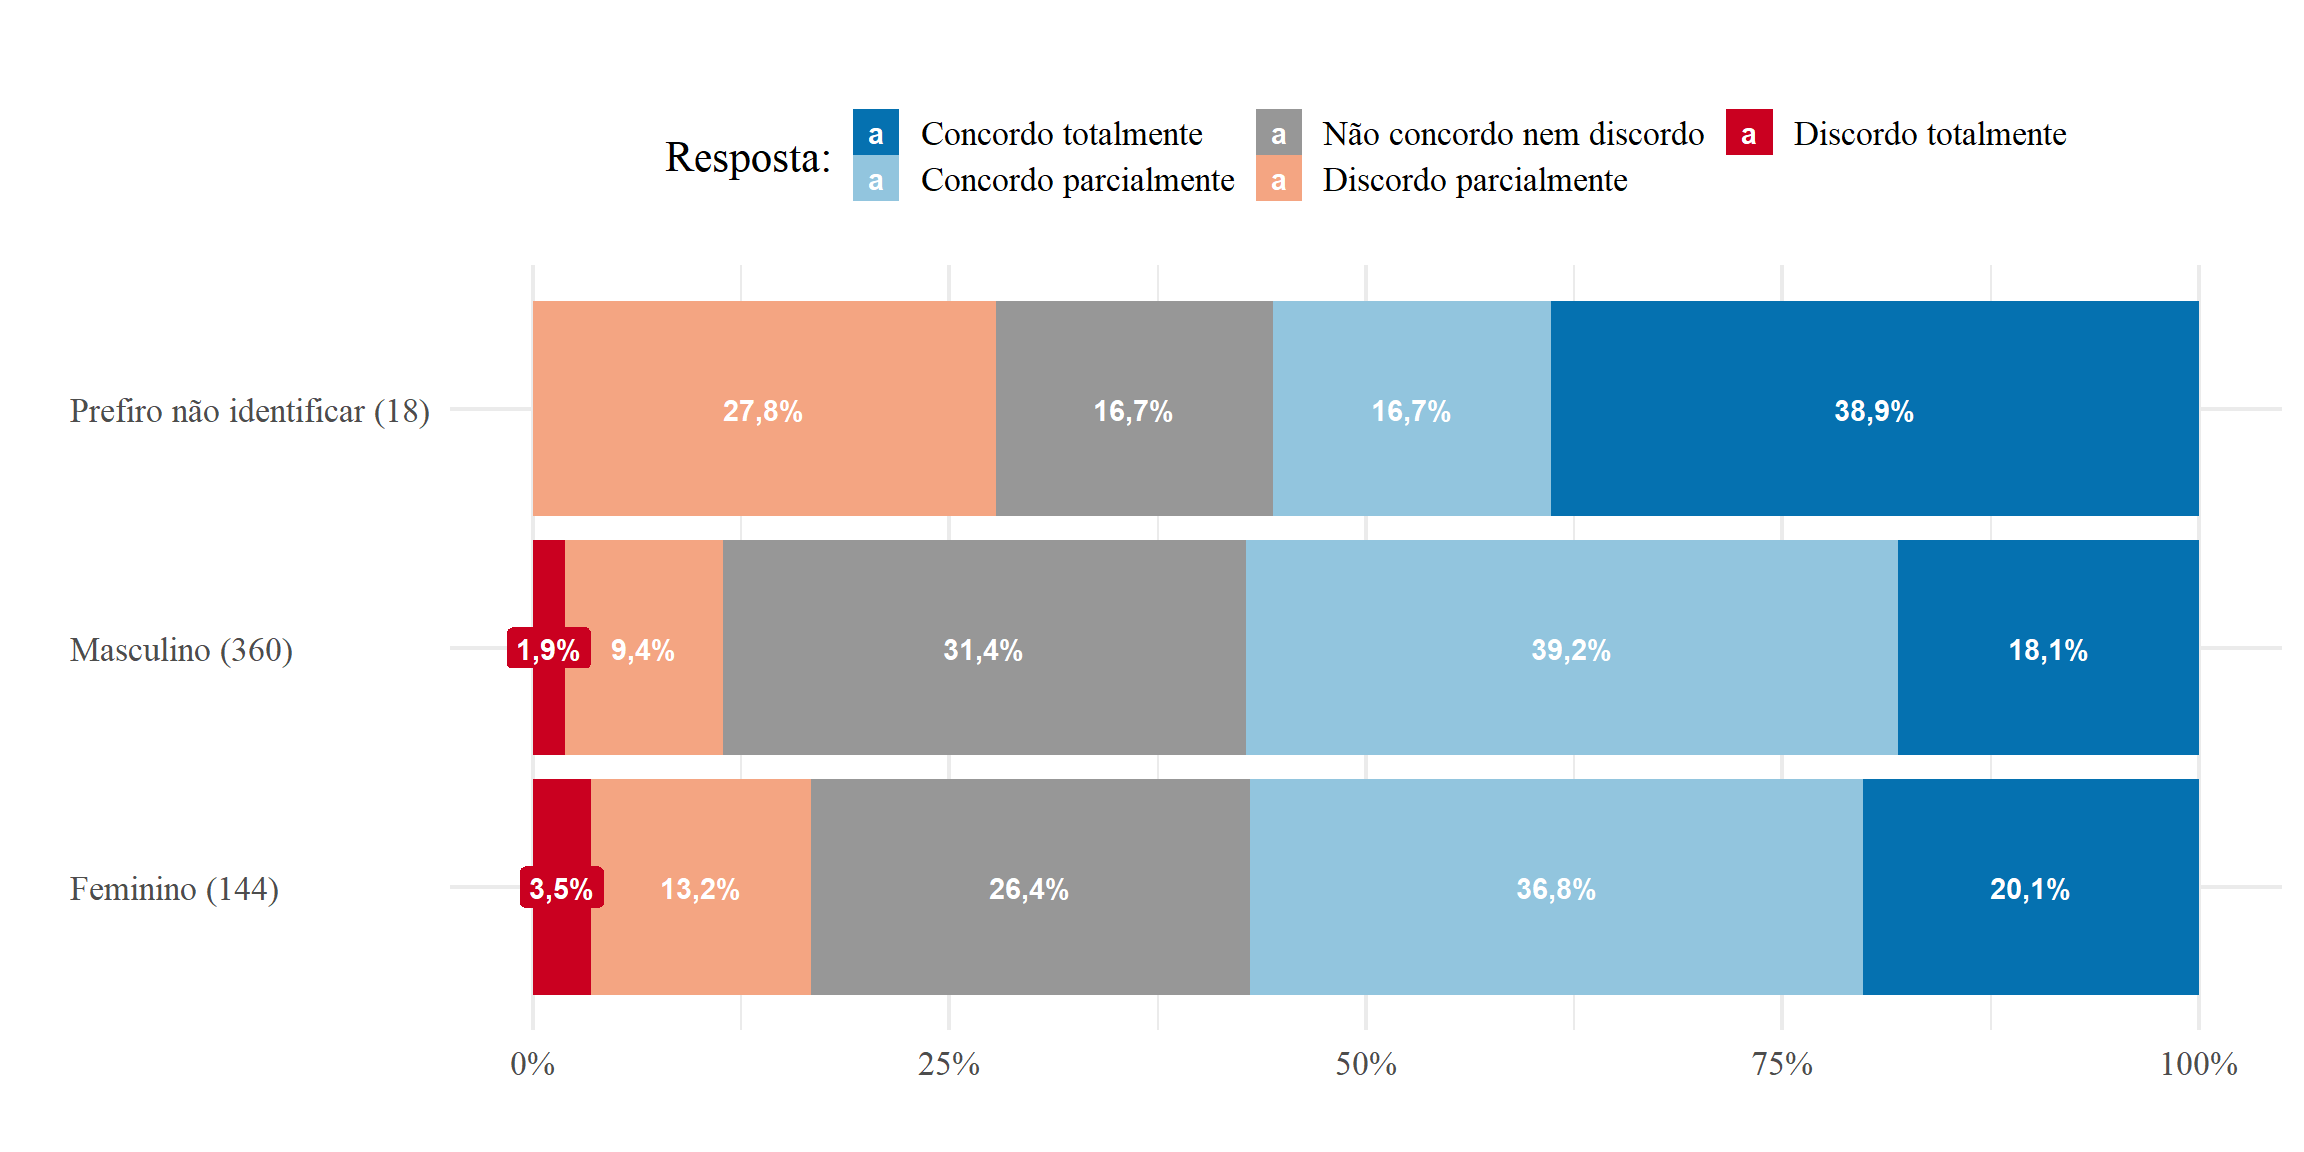 Resposta:
a Concordo totalmente
a Concordo parcialmente
a Não concordo nem discordo
a Discordo parcialmente
a Discordo totalmente
Prefiro não identificar (18)
27,8% 16,7% 16,7% 38,9%
Masculino (360)
1,9% 9,4% 31,4% 39,2% 18,1%
Feminino (144)
3,5% 13,2% 26,4% 36,8% 20,1%
0% 25% 50% 75% 100%